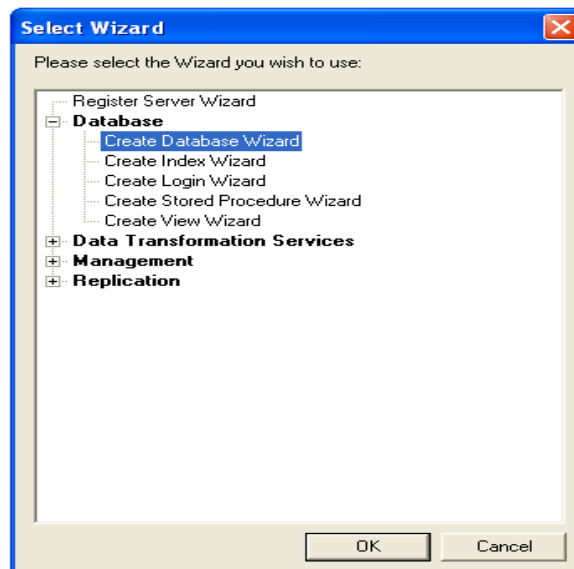 Select Wizard
Please select the Wizard you wish to use:
Register Server Wizard
Database
Create Database Wizard
Create Index Wizard
Create Login Wizard
Create Stored Procedure Wizard
Create View Wizard
Data Transformation Services
Management
Replication
OK Cancel